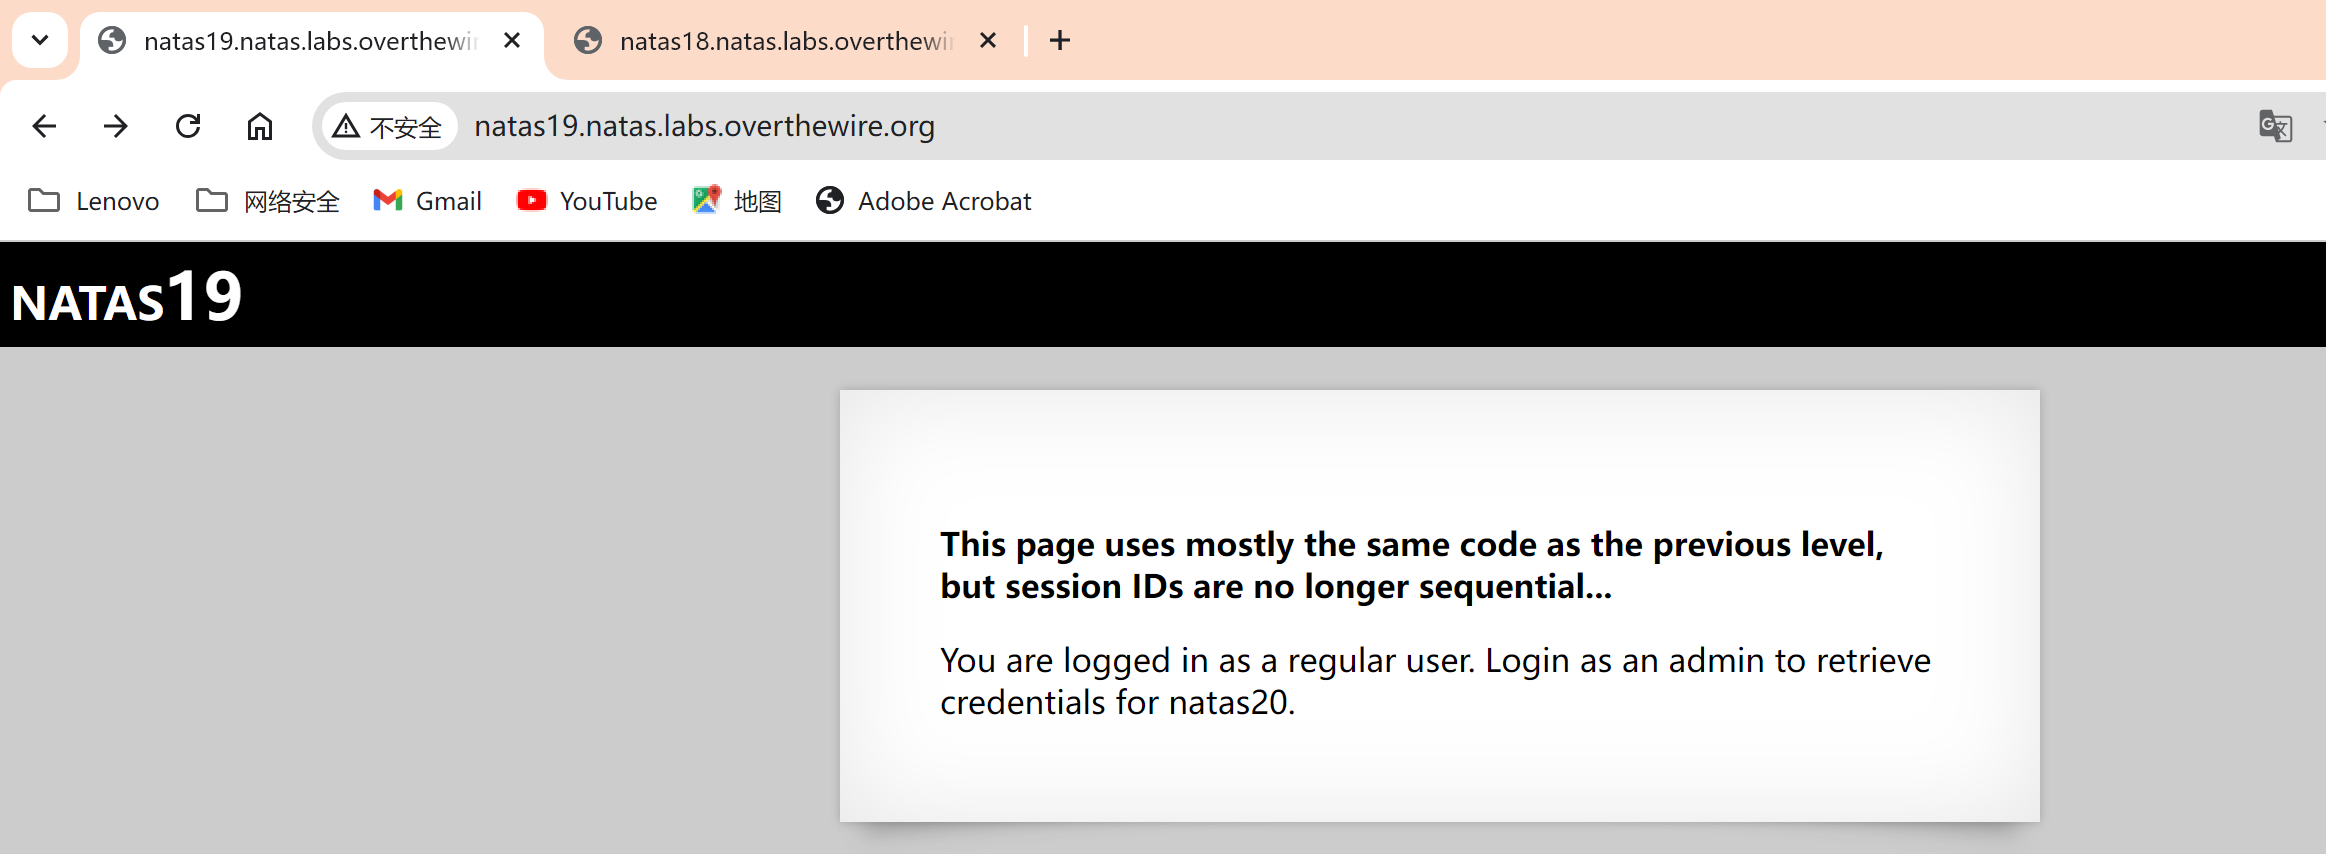 natas19.natas.labs.overthewir
natas18.natas.labs.overthewir
不安全 natas19.natas.labs.overthewire.org
Lenovo 网络安全 Gmail YouTube 地图 Adobe Acrobat
NATAS19
This page uses mostly the same code as the previous level,
but session IDs are no longer sequential...
You are logged in as a regular user. Login as an admin to retrieve
credentials for natas20.